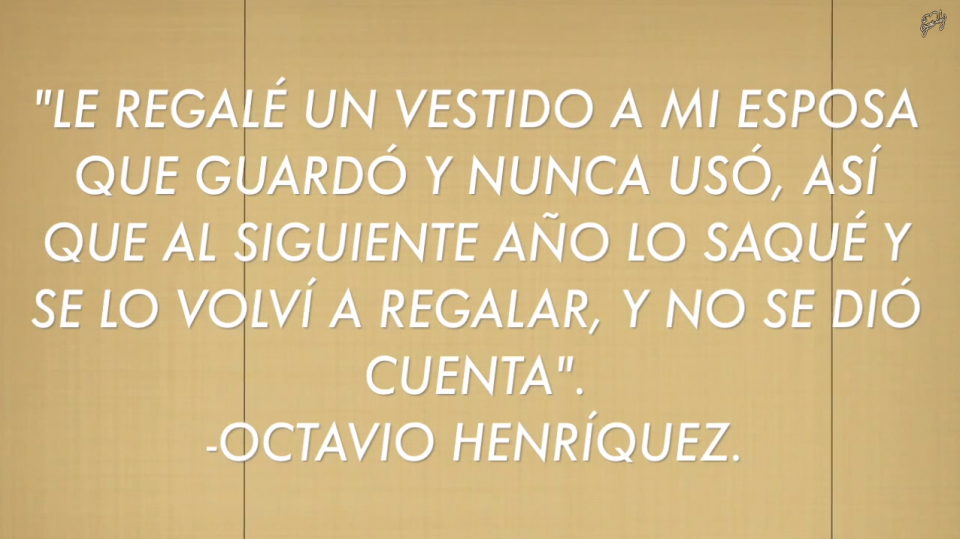 "LE REGALÉ UN VESTIDO A MI ESPOSA
QUE GUARDÓ Y NUNCA USÓ, ASÍ
QUE AL SIGUIENTE AÑO LO SAQUÉ Y
SE LO VOLVÍ A REGALAR, Y NO SE DIÓ
CUENTA".
-OCTAVIO HENRÍQUEZ.